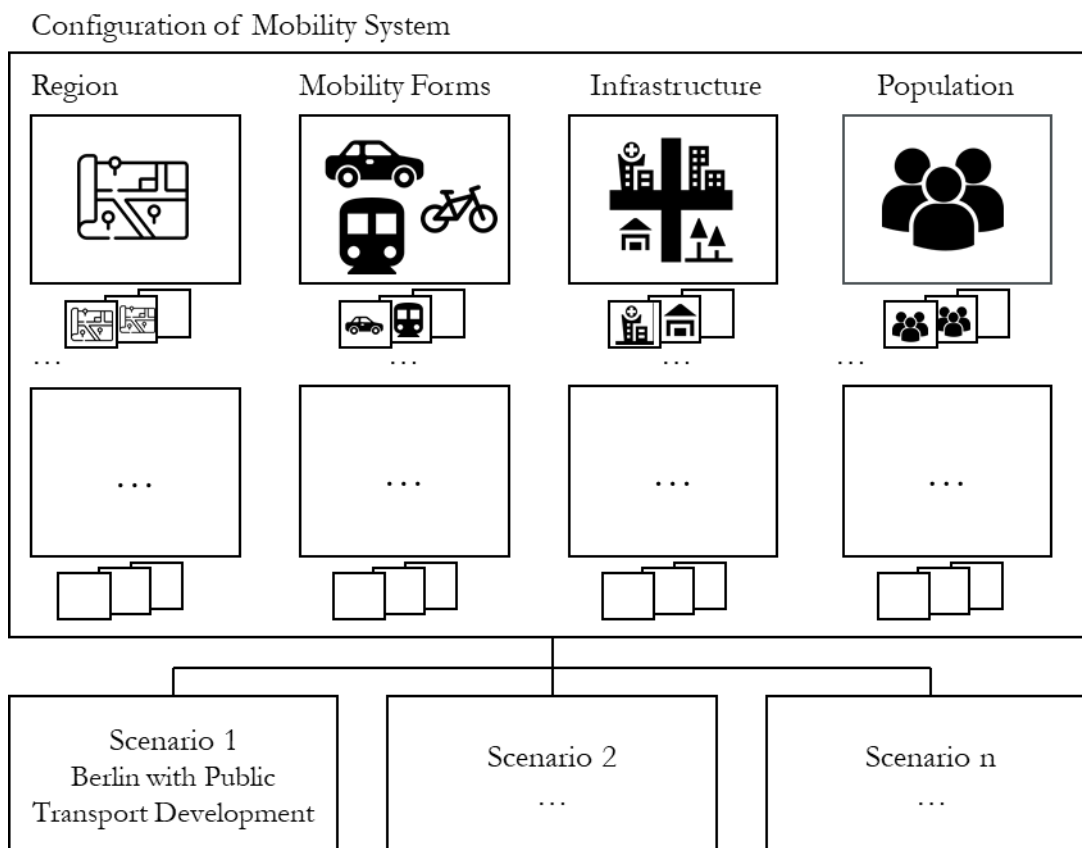 Configuration of Mobility System
Region
Mobility Forms
Infrastructure
Population
...
...
...
...
...
...
...
...
Scenario 1
Berlin with Public
Transport Development
Scenario 2
...
Scenario n
...